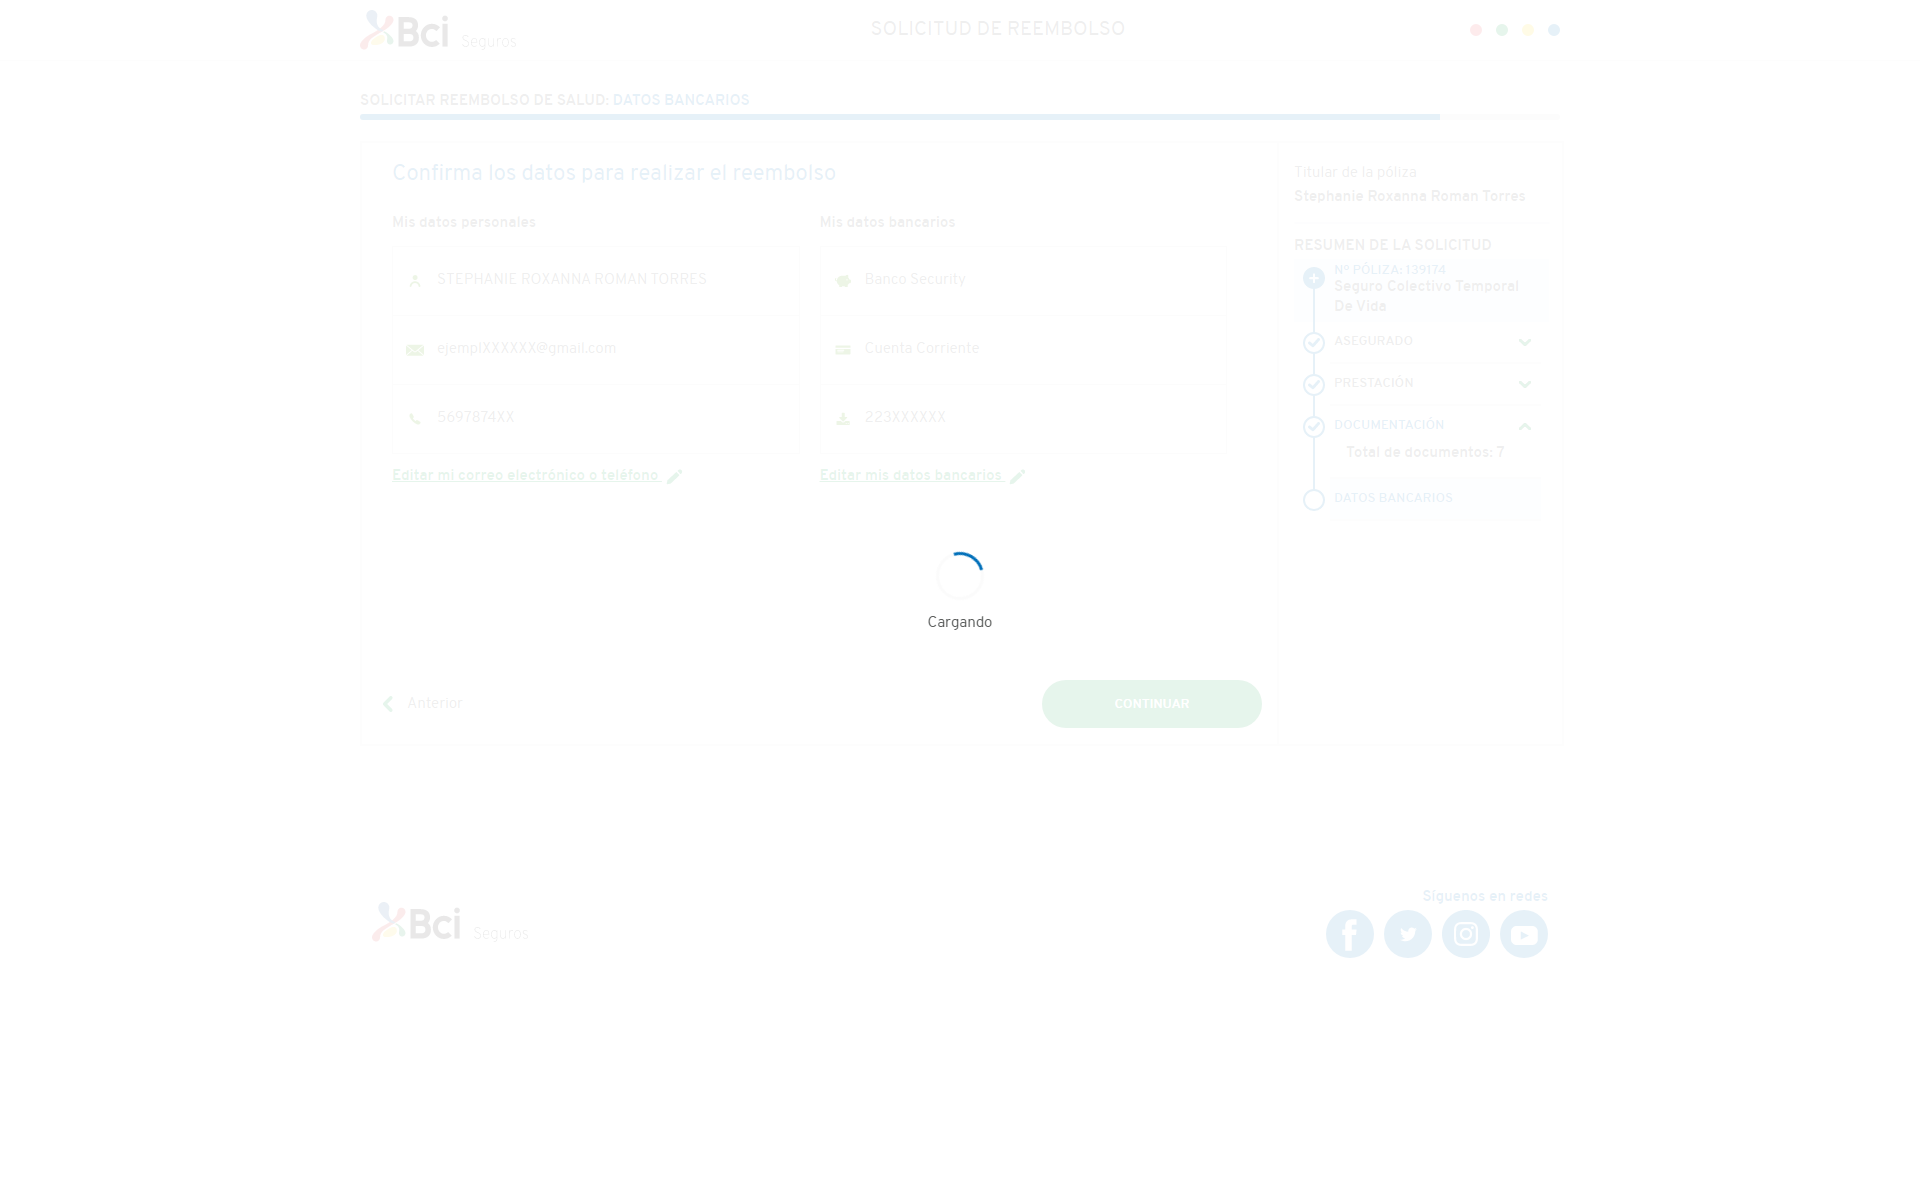 Bci Seguros
SOLICITUD DE REEMBOLSO
SOLICITAR REEMBOLSO DE SALUD: DATOS BANCARIOS
Confirma los datos para realizar el reembolso
Mis datos personales
STEPHANIE ROXANNA ROMAN TORRES
ejemplXXXXXX@gmail.com
5697874XX
Editar mi correo electrónico o teléfono
Mis datos bancarios
Banco Security
Cuenta Corriente
223XXXXXX
Editar mis datos bancarios
Cargando
Anterior
CONTINUAR
Titular de la póliza
Stephanie Roxanna Roman Torres
RESUMEN DE LA SOLICITUD
Nº PÓLIZA: 139174
Seguro Colectivo Temporal
De Vida
ASEGURADO
PRESTACIÓN
DOCUMENTACIÓN
Total de documentos: 7
DATOS BANCARIOS
Bci Seguros
Síguenos en redes